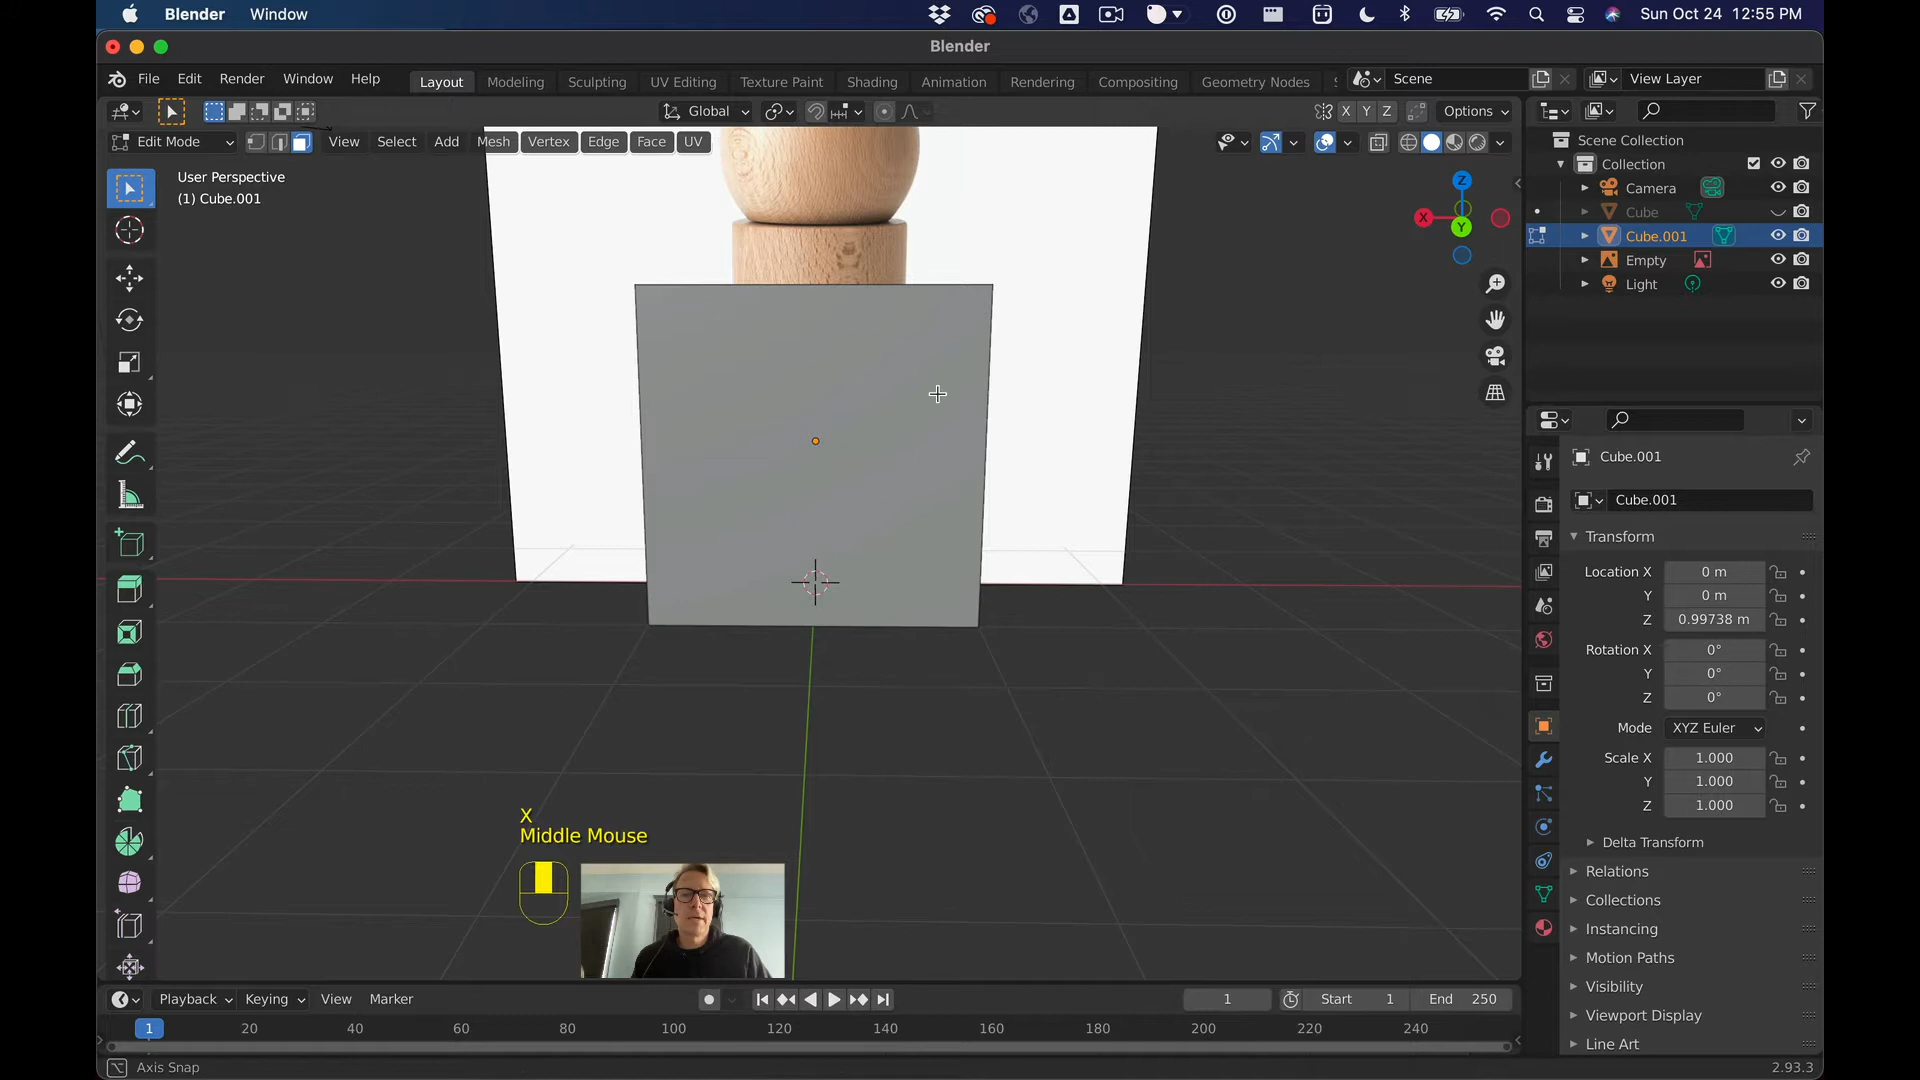 Blender Window Sun Oct 24 12:55 PM
Blender
File Edit Render Window Help Layout Modeling Sculpting UV Editing Texture Paint Shading Animation Rendering Compositing Geometry Nodes Scene View Layer
Global X Y Z Options
Edit Mode View Select Add Mesh Vertex Edge Face UV
User Perspective
(1) Cube.001
Z
X
Y
Scene Collection
Collection
Camera
Cube
Cube.001
Empty
Light
Cube.001
Cube.001
Transform
Location X 0 m
Y 0 m
Z 0.99738 m
Rotation X 0°
Y 0°
Z 0°
Mode XYZ Euler
Scale X 1.000
Y 1.000
Z 1.000
Delta Transform
Relations
Collections
Instancing
Motion Paths
Visibility
Viewport Display
Line Art
X
Middle Mouse
Playback Keying View Marker 1 Start 1 End 250
1 20 40 60 80 100 120 140 160 180 200 220 240
Axis Snap 2.93.3